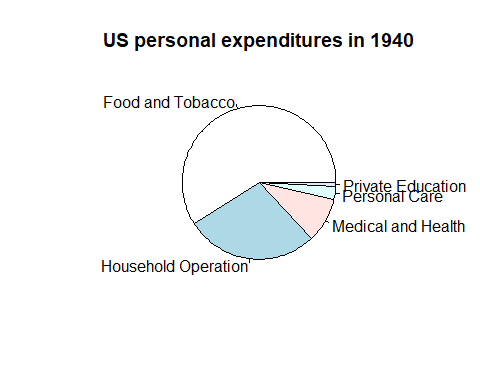 US personal expenditures in 1940
Food and Tobacco
Private Education
Personal Care
Medical and Health
Household Operation